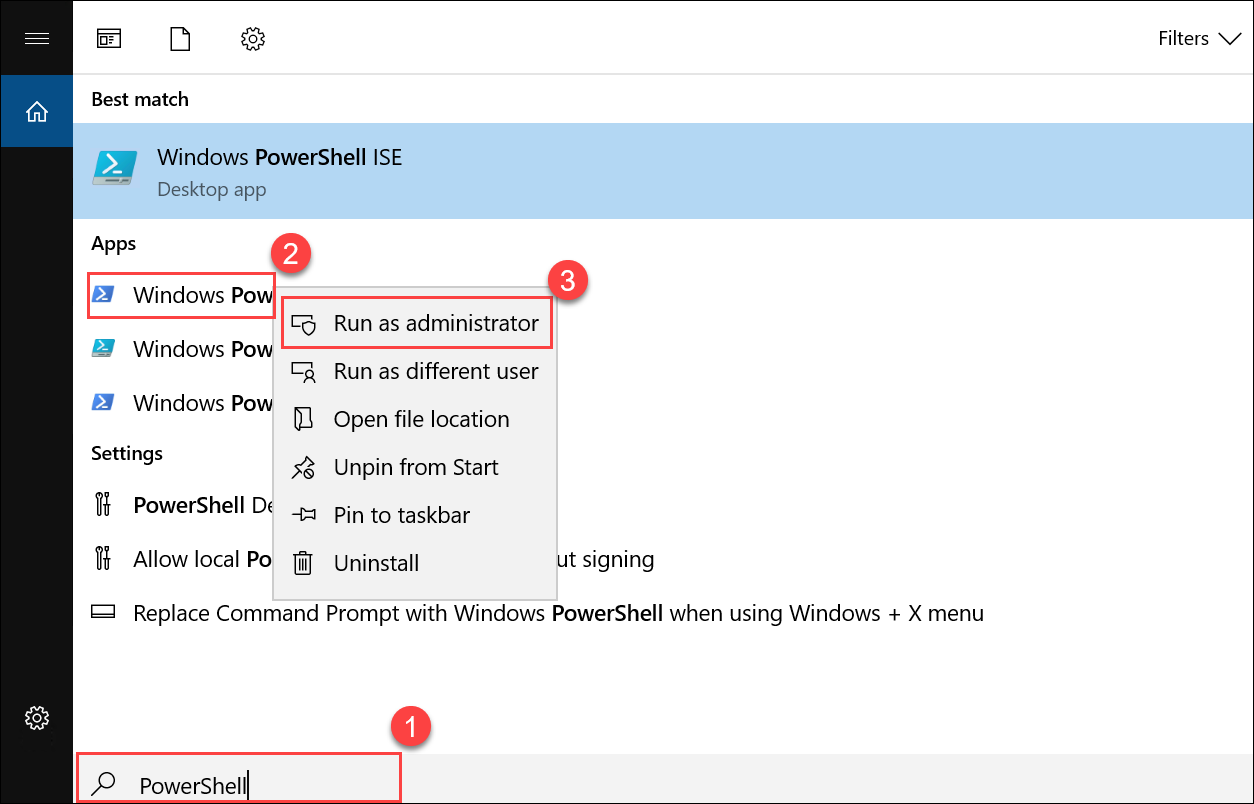 Filters
Best match
Windows PowerShell ISE
Desktop app
Apps
2
3
Windows Pow
Run as administrator
Windows Pow
Run as different user
Windows Pow
Open file location
Settings
Unpin from Start
PowerShell De
Pin to taskbar
Allow local Po
Uninstall
ut signing
Replace Command Prompt with Windows PowerShell when using Windows + X menu
1
PowerShell